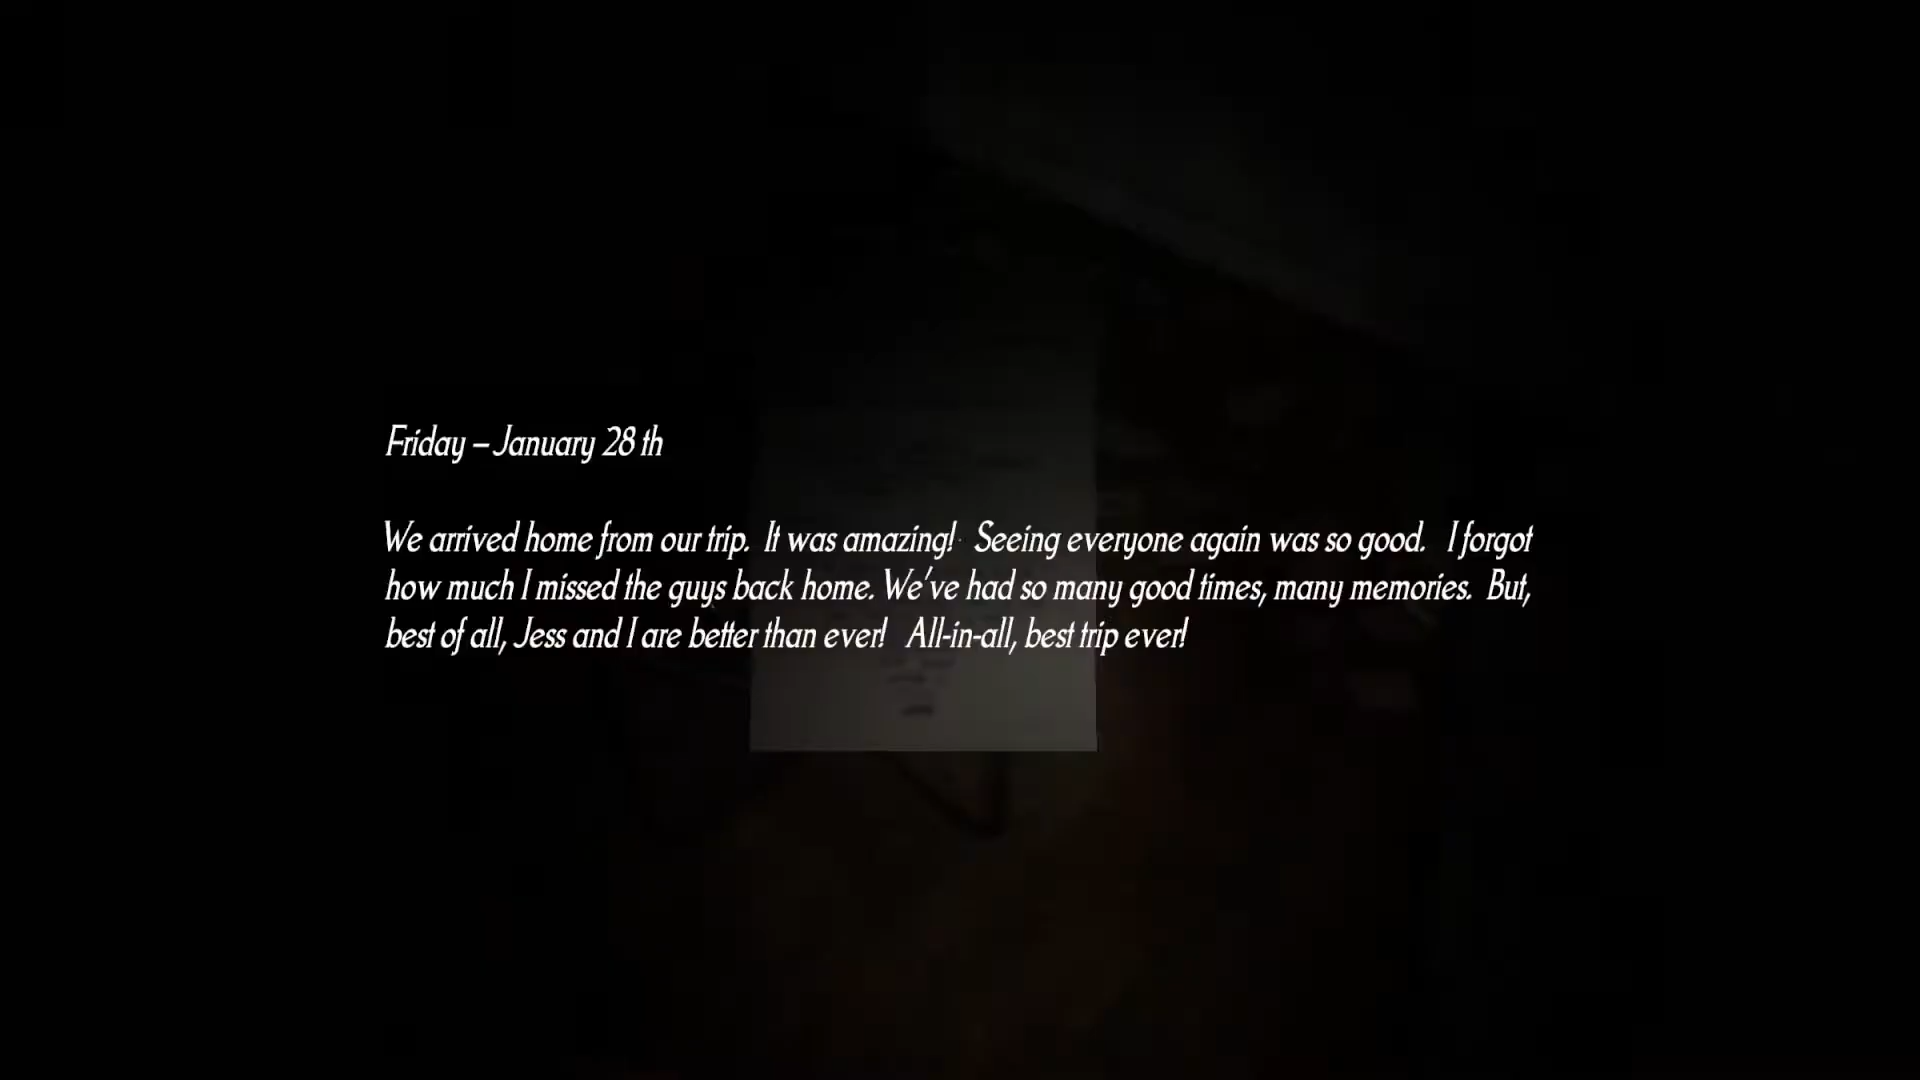 Friday – January 28 th
We arrived home from our trip.  It was amazing!  Seeing everyone again was so good.   I forgot
how much I missed the guys back home. We've had so many good times, many memories.  But,
best of all, Jess and I are better than ever!   All-in-all, best trip ever!